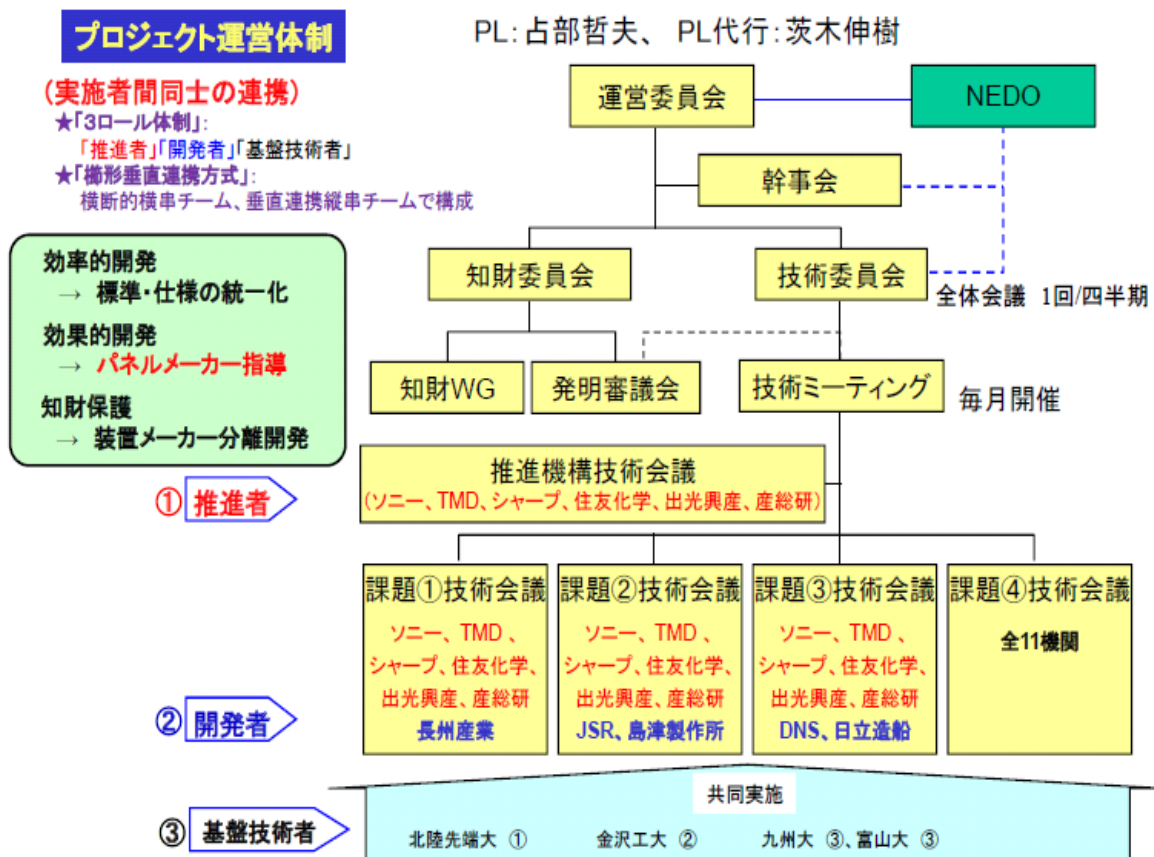 プロジェクト運営体制
PL:占部哲夫、 PL代行:茨木伸樹
(実施者間同士の連携)
★「3ロール体制」:
「推進者」「開発者」「基盤技術者」
★「櫛形垂直連携方式」:
横断的横串チーム、垂直連携縦串チームで構成
運営委員会
NEDO
幹事会
知財委員会
技術委員会
全体会議 1回/四半期
効率的開発
→ 標準・仕様の統一化
効果的開発
→ パネルメーカー指導
知財保護
→ 装置メーカー分離開発
知財WG
発明審議会
技術ミーティング
毎月開催
① 推進者
推進機構技術会議
(ソニー、TMD、シャープ、住友化学、出光興産、産総研)
課題①技術会議
ソニー、TMD、
シャープ、住友化学、
出光興産、産総研
長州産業
課題②技術会議
ソニー、TMD、
シャープ、住友化学、
出光興産、産総研
JSR、島津製作所
課題③技術会議
ソニー、TMD、
シャープ、住友化学、
出光興産、産総研
DNS、日立造船
課題④技術会議
全11機関
② 開発者
共同実施
③ 基盤技術者
北陸先端大 ①
金沢工大 ②
九州大 ③、富山大 ③